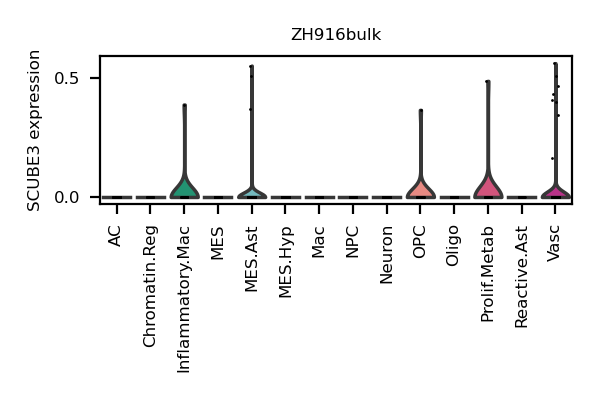 ZH916bulk
SCUBE3 expression
0.5
0.0
AC
Chromatin.Reg
Inflammatory.Mac
MES
MES.Ast
MES.Hyp
Mac
NPC
Neuron
OPC
Oligo
Prolif.Metab
Reactive.Ast
Vasc